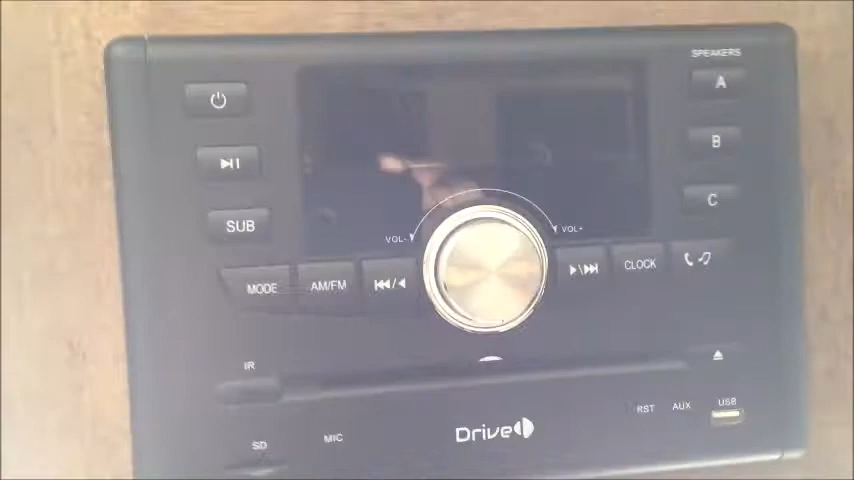 SPEAKERS
A
B
C
SUB
VOL-
VOL+
MODE
AM/FM
CLOCK
IR
RST
AUX
USB
SD
MIC
Drive